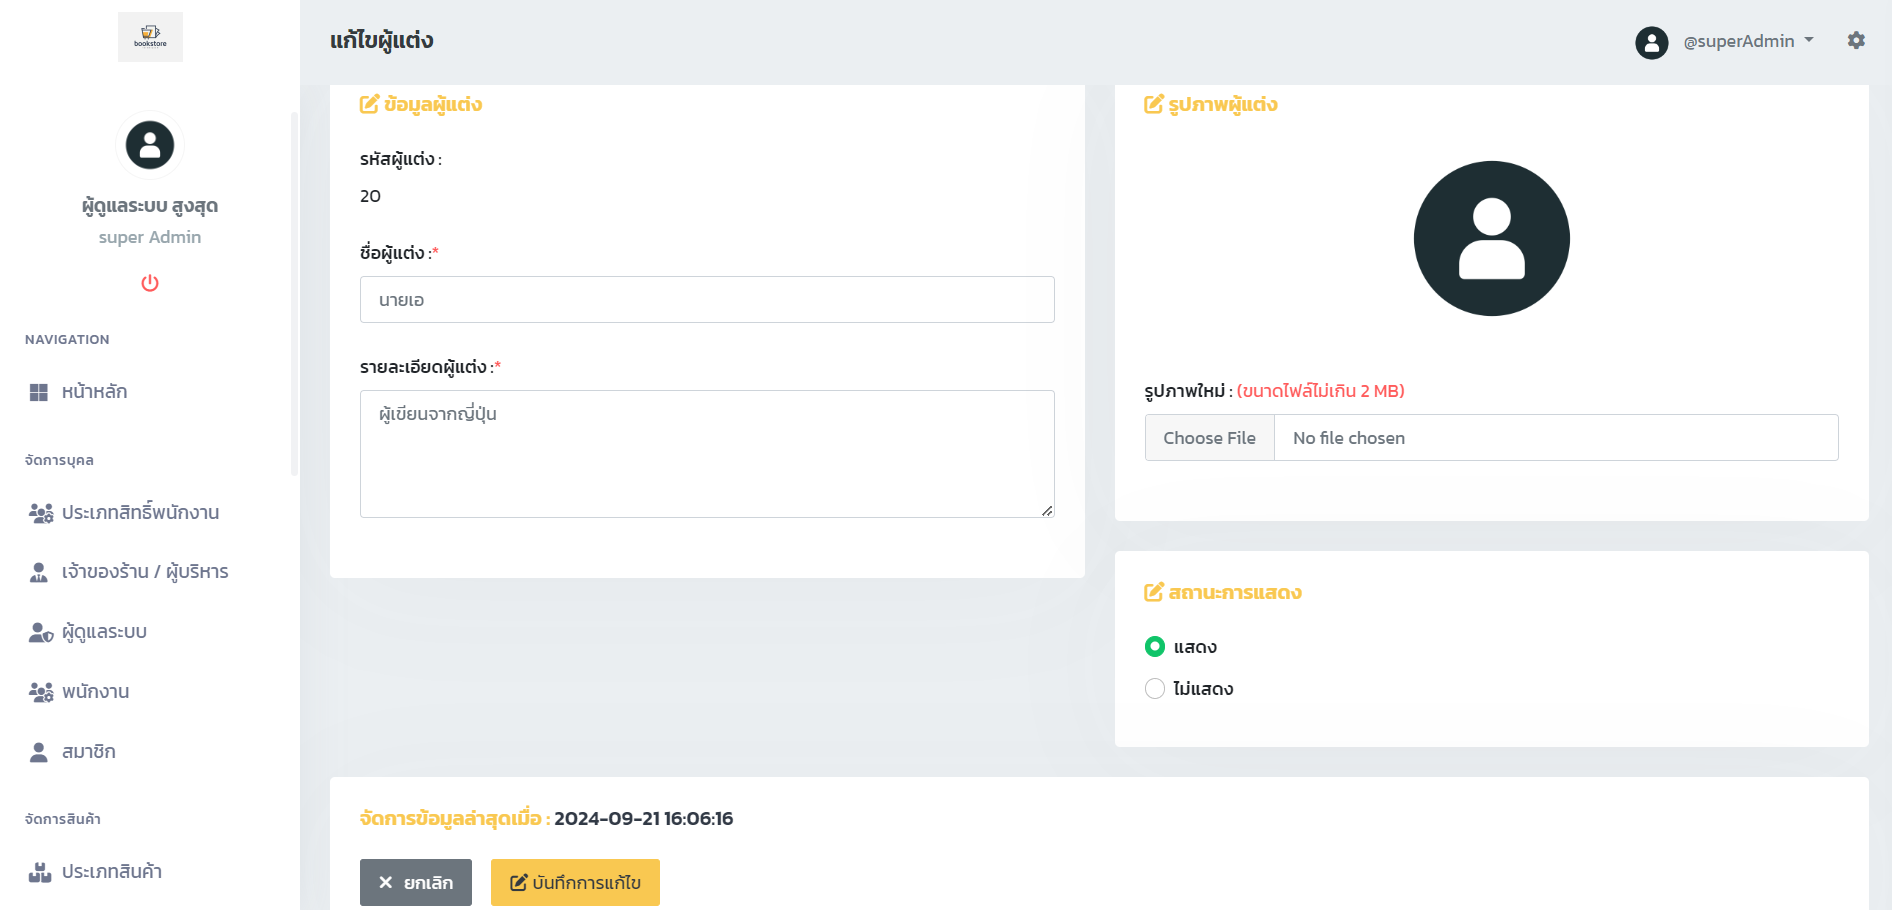 bookstore
ผู้ดูแลระบบ สูงสุด
super Admin
NAVIGATION
หน้าหลัก
จัดการบุคล
ประเภทสิทธิ์พนักงาน
เจ้าของร้าน / ผู้บริหาร
ผู้ดูแลระบบ
พนักงาน
สมาชิก
จัดการสินค้า
ประเภทสินค้า
แก้ไขผู้แต่ง
@superAdmin
ข้อมูลผู้แต่ง
รหัสผู้แต่ง :
20
ชื่อผู้แต่ง :*
นายเอ
รายละเอียดผู้แต่ง :*
ผู้เขียนจากญี่ปุ่น
รูปภาพผู้แต่ง
รูปภาพใหม่ : (ขนาดไฟล์ไม่เกิน 2 MB)
Choose File No file chosen
สถานะการแสดง
แสดง
ไม่แสดง
จัดการข้อมูลล่าสุดเมื่อ : 2024-09-21 16:06:16
ยกเลิก บันทึกการแก้ไข